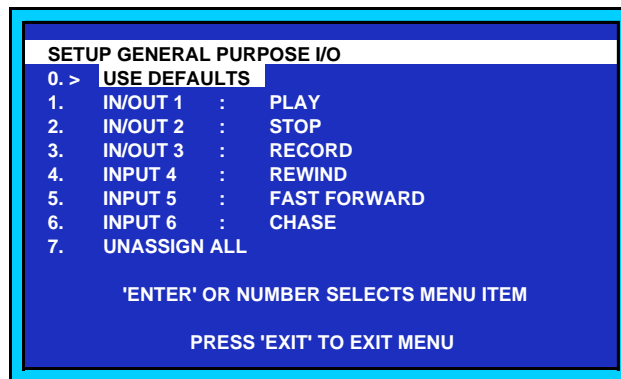 SETUP GENERAL PURPOSE I/O
0. > USE DEFAULTS
1. IN/OUT 1 : PLAY
2. IN/OUT 2 : STOP
3. IN/OUT 3 : RECORD
4. INPUT 4 : REWIND
5. INPUT 5 : FAST FORWARD
6. INPUT 6 : CHASE
7. UNASSIGN ALL
'ENTER' OR NUMBER SELECTS MENU ITEM
PRESS 'EXIT' TO EXIT MENU